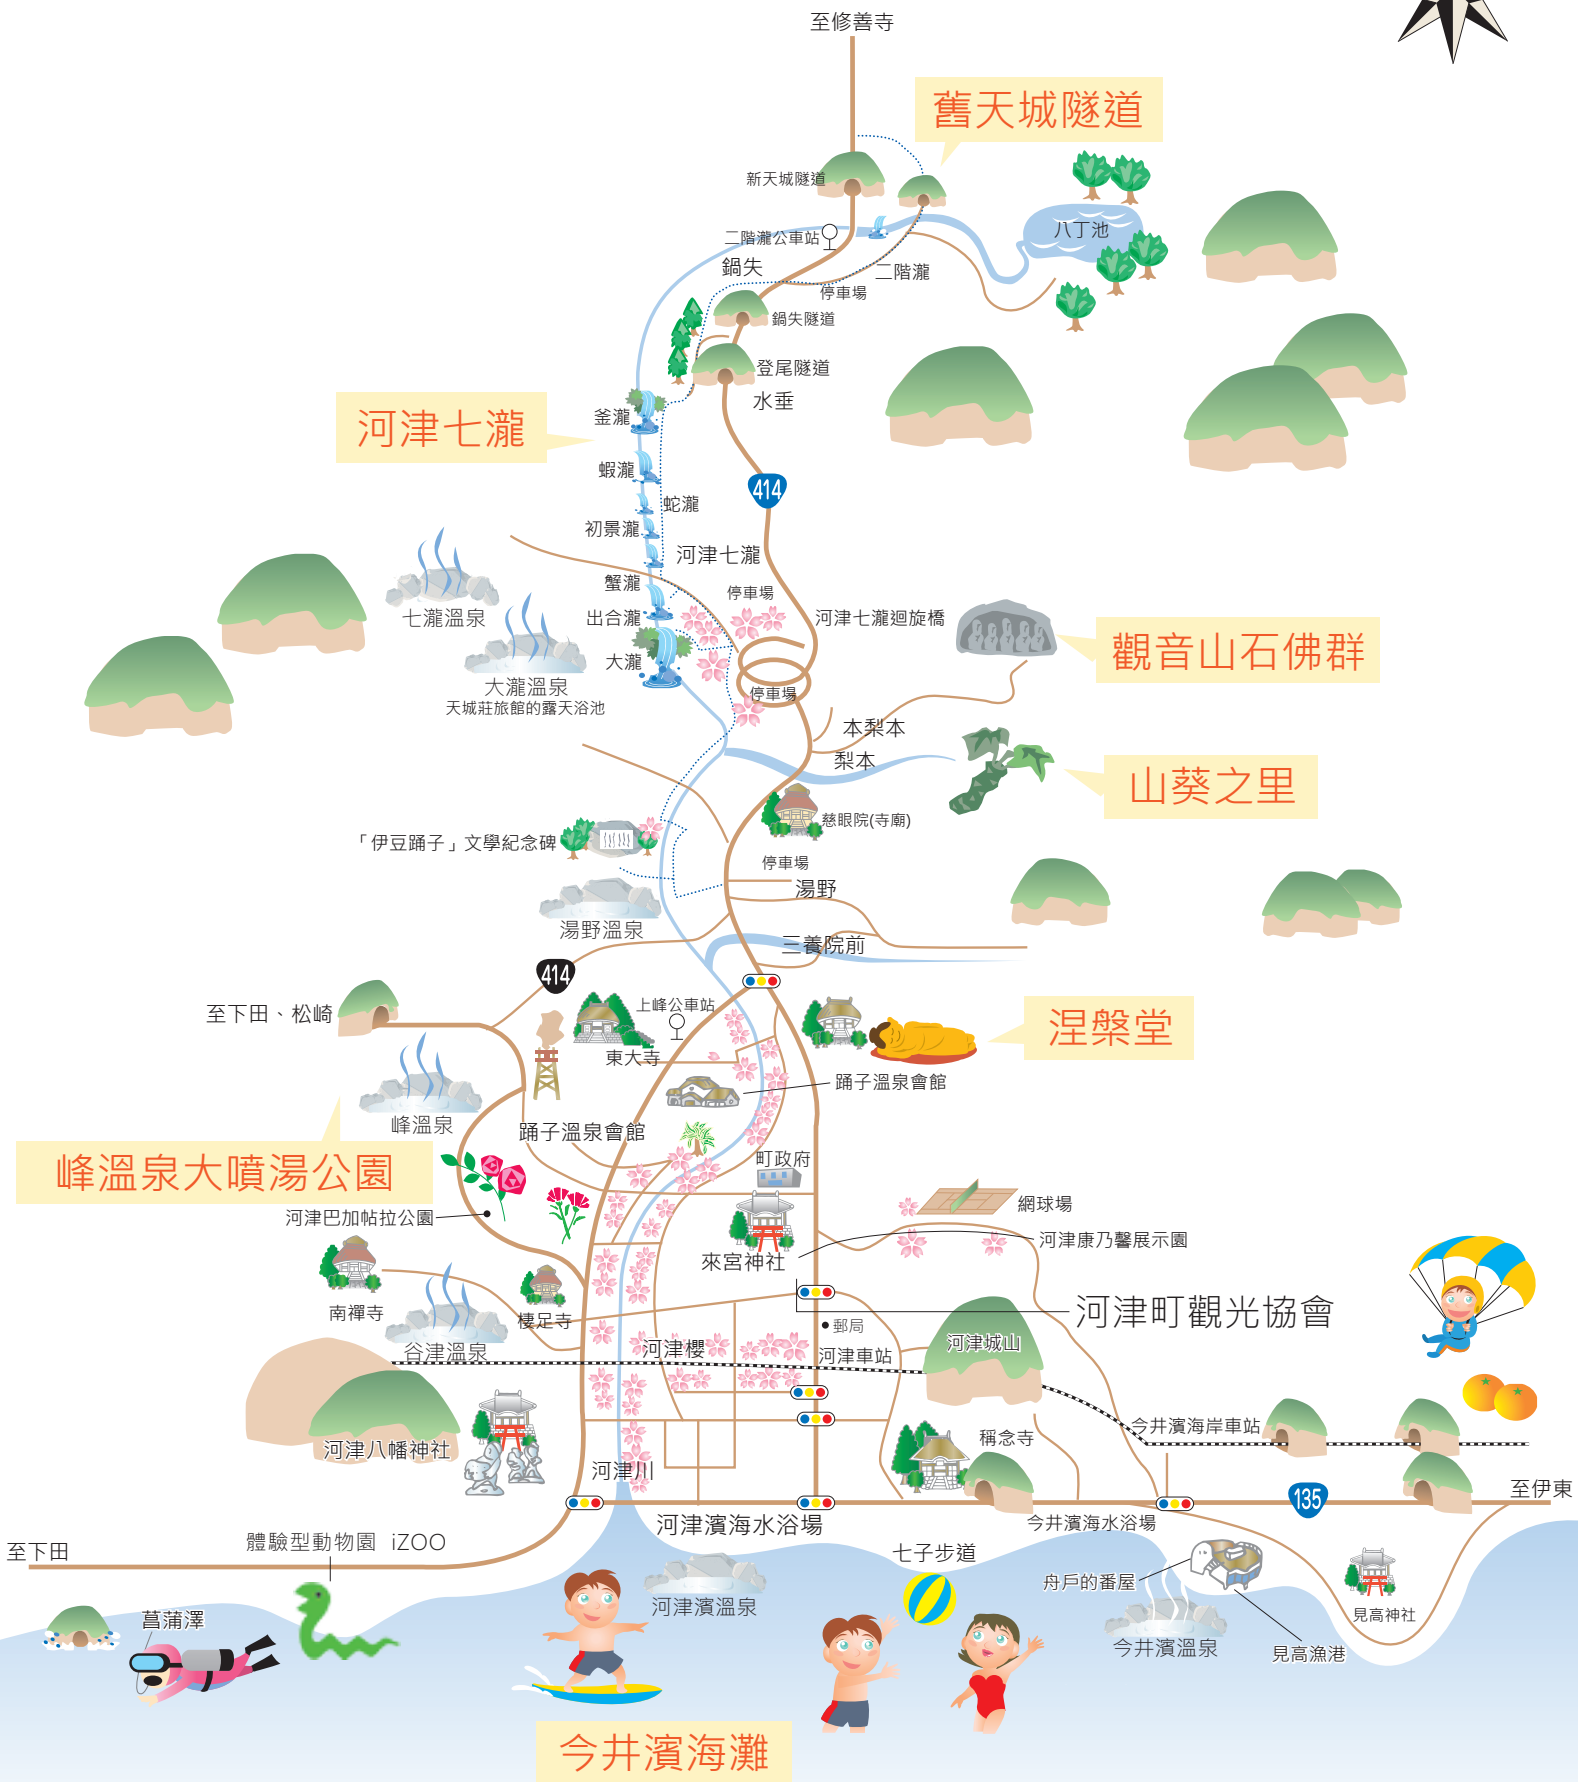 至修善寺
舊天城隧道
新天城隧道
八丁池
二階瀧公車站
鍋失
二階瀧
停車場
鍋失隧道
登尾隧道
水垂
河津七瀧
釜瀧
蝦瀧
414
蛇瀧
初景瀧
河津七瀧
蟹瀧
停車場
七瀧溫泉
出合瀧
河津七瀧迴旋橋
觀音山石佛群
大瀧
大瀧溫泉
天城莊旅館的露天浴池
停車場
本梨本
梨本
山葵之里
慈眼院(寺廟)
「伊豆踊子」文學紀念碑
停車場
湯野
湯野溫泉
三養院前
414
至下田、松崎
上峰公車站
涅槃堂
東大寺
踊子溫泉會館
峰溫泉
踊子溫泉會館
峰溫泉大噴湯公園
町政府
河津巴加帖拉公園
網球場
河津康乃馨展示園
來宮神社
南禪寺
棲足寺
河津町觀光協會
郵局
谷津溫泉
河津櫻
河津車站
河津城山
今井濱海岸車站
稱念寺
河津八幡神社
河津川
135
至伊東
河津濱海水浴場
今井濱海水浴場
體驗型動物園 iZOO
至下田
七子步道
舟戶的番屋
河津濱溫泉
見高神社
菖蒲澤
今井濱溫泉
見高漁港
今井濱海灘